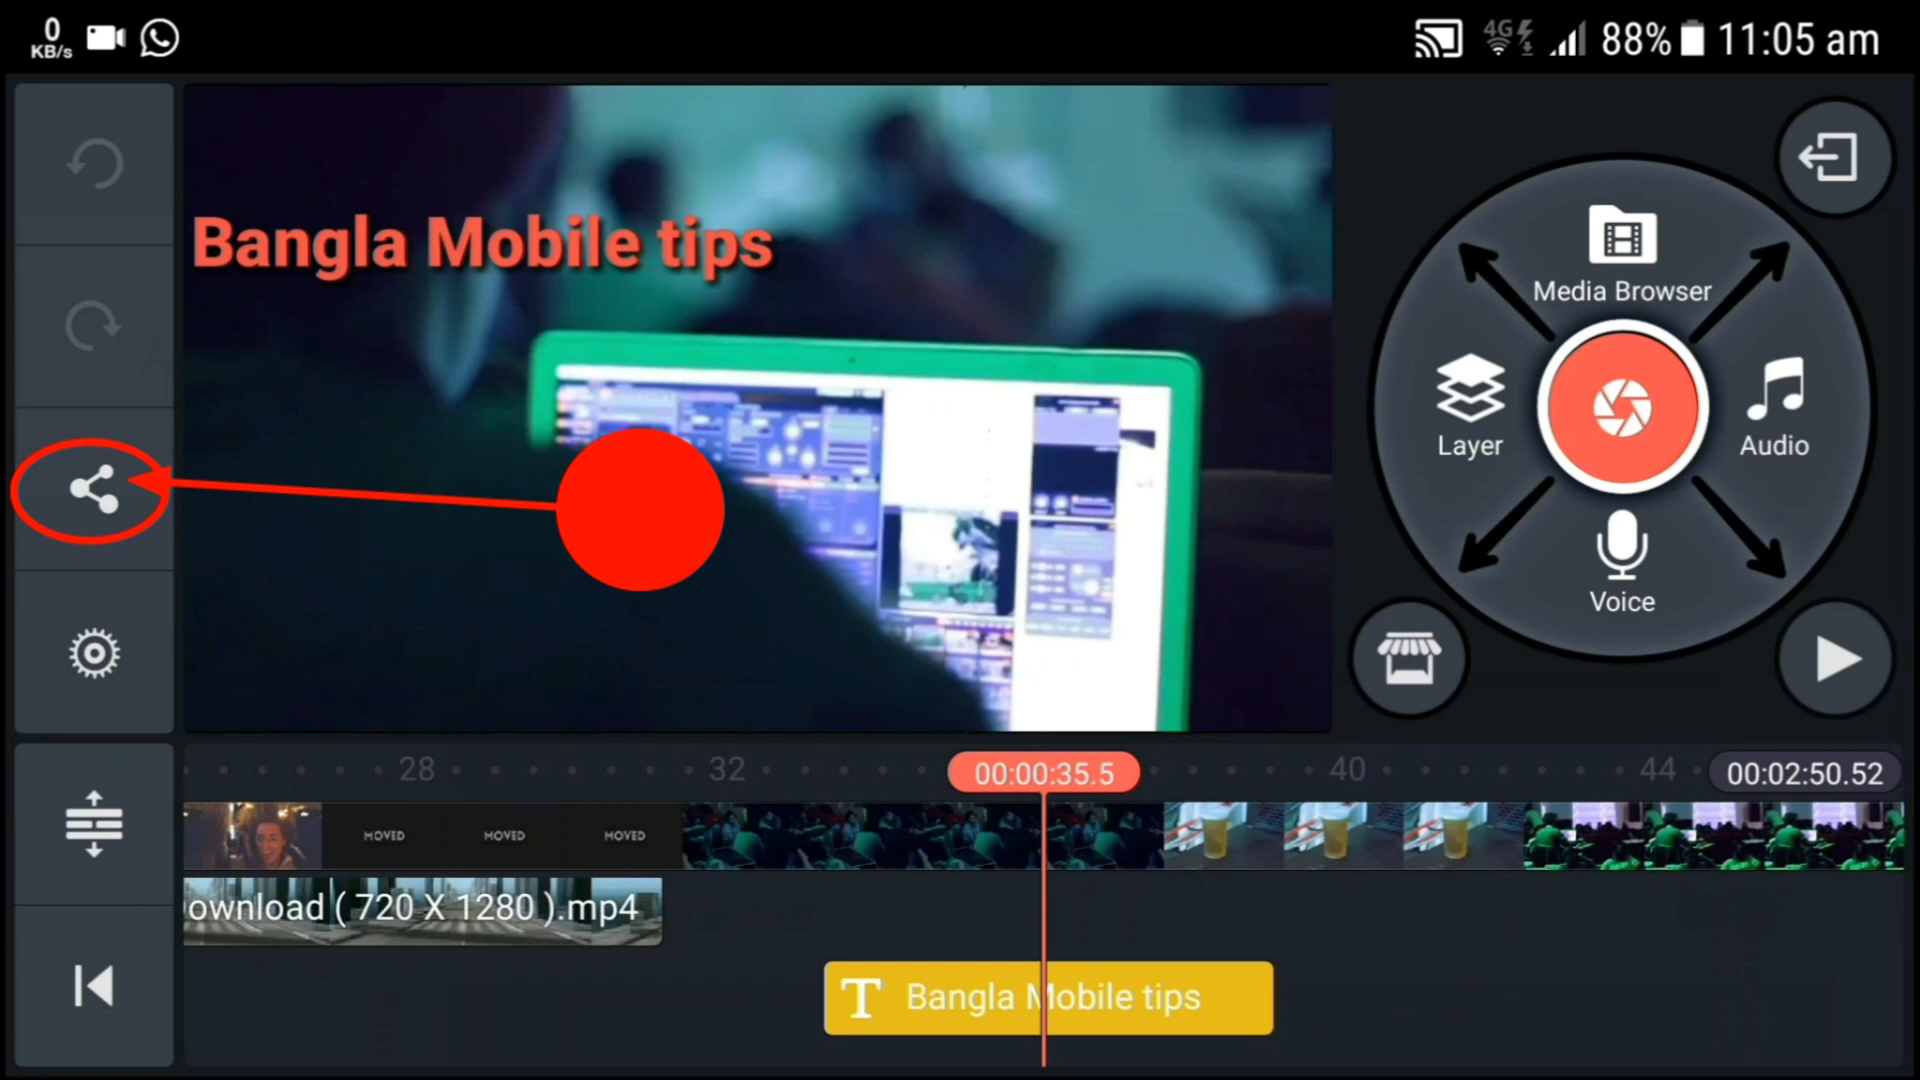 0
KB/s
4G
88%
11:05 am
Bangla Mobile tips
Media Browser
Layer
Audio
Voice
28
32
00:00:35.5
40
44
00:02:50.52
MOVED
MOVED
MOVED
ownload ( 720 X 1280 ).mp4
T Bangla Mobile tips